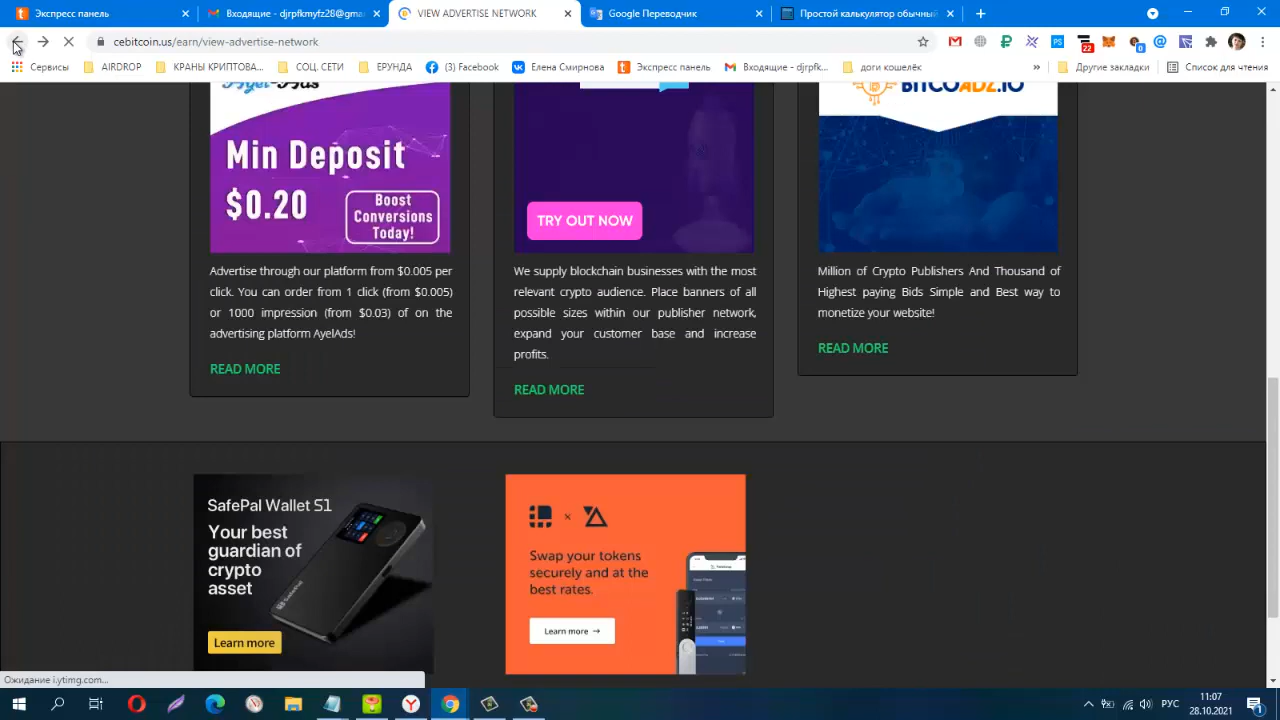 Экспресс панель
Входящие - djrpfkmyfz28@gma
VIEW ADVERTISE NETWORK
Google Переводчик
Простой калькулятор обычный
cebitcoin.us/earn/view-advertise-network
22
0
Сервисы
AIRDROP
КРАНЫ КРИПТОВА...
СОЦ. СЕТИ
ЕРУНДА
(3) Facebook
Елена Смирнова
Экспресс панель
Входящие - djrpfk...
доги кошелёк
»
Другие закладки
Список для чтения
Ayel-Ads
Min Deposit
$0.20
Boost
Conversions
Today!
Advertise through our platform from $0.005 per
click. You can order from 1 click (from $0.005)
or 1000 impression (from $0.03) of on the
advertising platform AyelAds!
READ MORE
TRY OUT NOW
We supply blockchain businesses with the most
relevant crypto audience. Place banners of all
possible sizes within our publisher network,
expand your customer base and increase
profits.
READ MORE
BITCOADZ.IO
Million of Crypto Publishers And Thousand of
Highest paying Bids Simple and Best way to
monetize your website!
READ MORE
SafePal Wallet S1
Your best
guardian of
crypto
asset
Learn more
Swap your tokens
securely and at the
best rates.
Learn more →
Ожидание i.ytimg.com...
РУС
11:07
28.10.2021